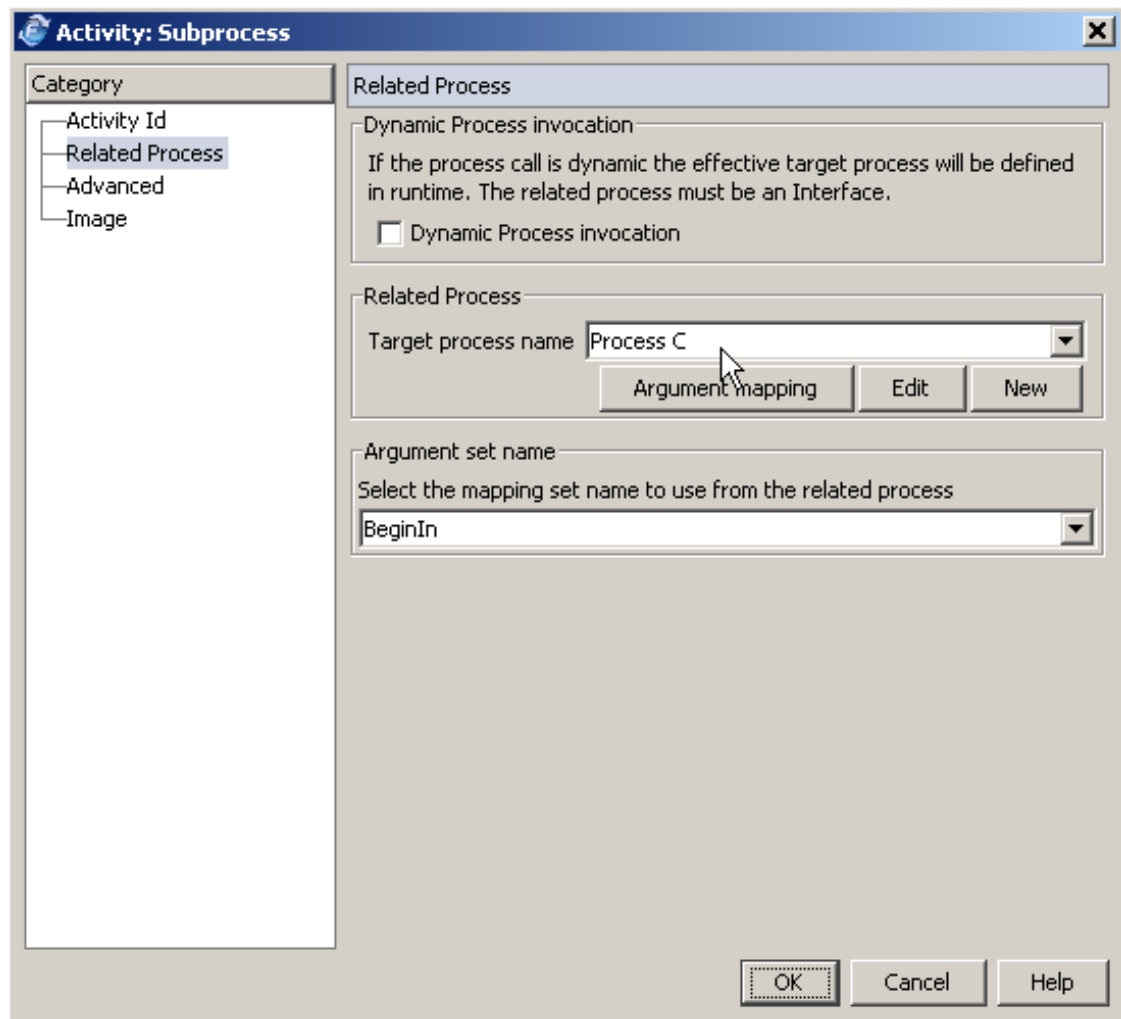 Activity: Subprocess
Category
Activity Id
Related Process
Advanced
Image
Related Process
Dynamic Process invocation
If the process call is dynamic the effective target process will be defined
in runtime. The related process must be an Interface.
Dynamic Process invocation
Related Process
Target process name Process C
Argument mapping Edit New
Argument set name
Select the mapping set name to use from the related process
BeginIn
OK Cancel Help